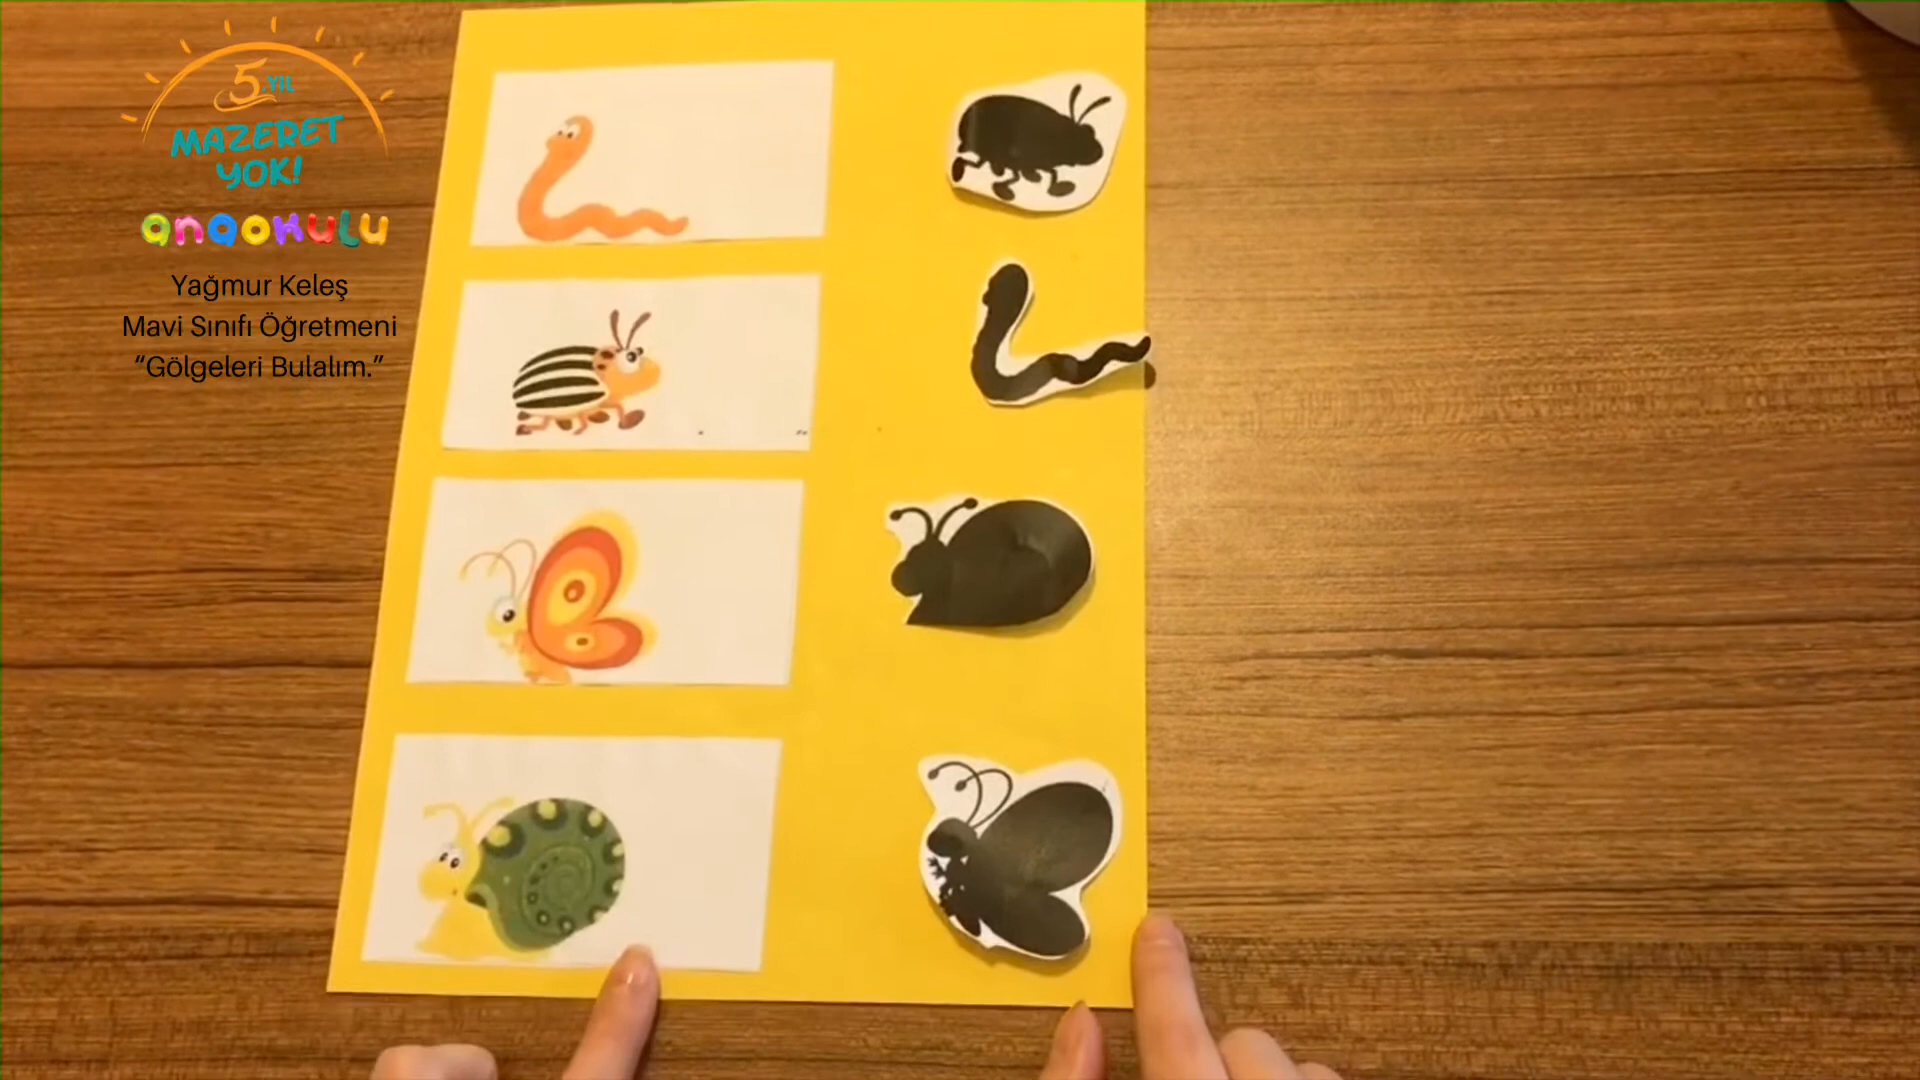 5.YIL
MAZERET
YOK!
anaokulu
Yağmur Keleş
Mavi Sınıfı Öğretmeni
“Gölgeleri Bulalım.”